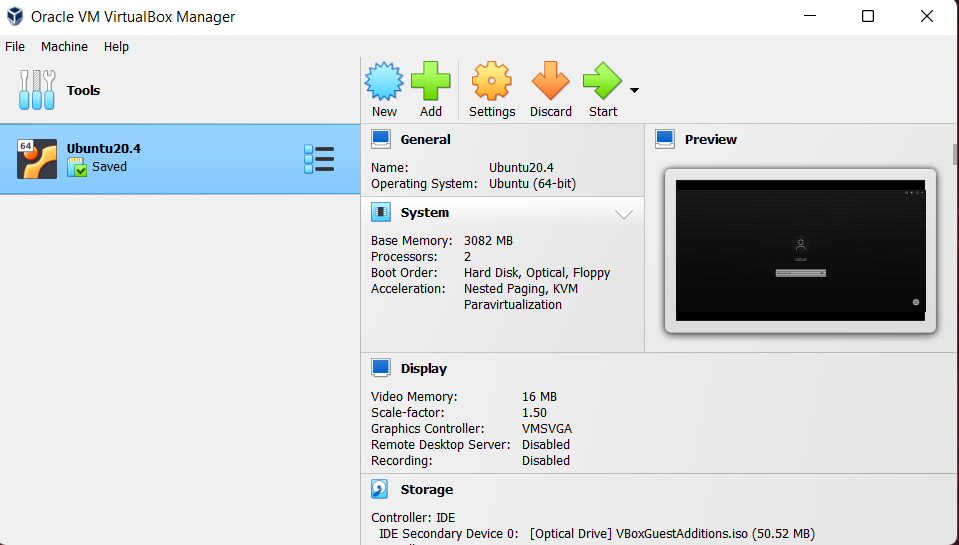 Oracle VM VirtualBox Manager
File Machine Help
Tools
New Add Settings Discard Start
64
Ubuntu20.4
Saved
General
Name: Ubuntu20.4
Operating System: Ubuntu (64-bit)
System
Base Memory: 3082 MB
Processors: 2
Boot Order: Hard Disk, Optical, Floppy
Acceleration: Nested Paging, KVM
Paravirtualization
Preview
Display
Video Memory: 16 MB
Scale-factor: 1.50
Graphics Controller: VMSVGA
Remote Desktop Server: Disabled
Recording: Disabled
Storage
Controller: IDE
IDE Secondary Device 0: [Optical Drive] VBoxGuestAdditions.iso (50.52 MB)